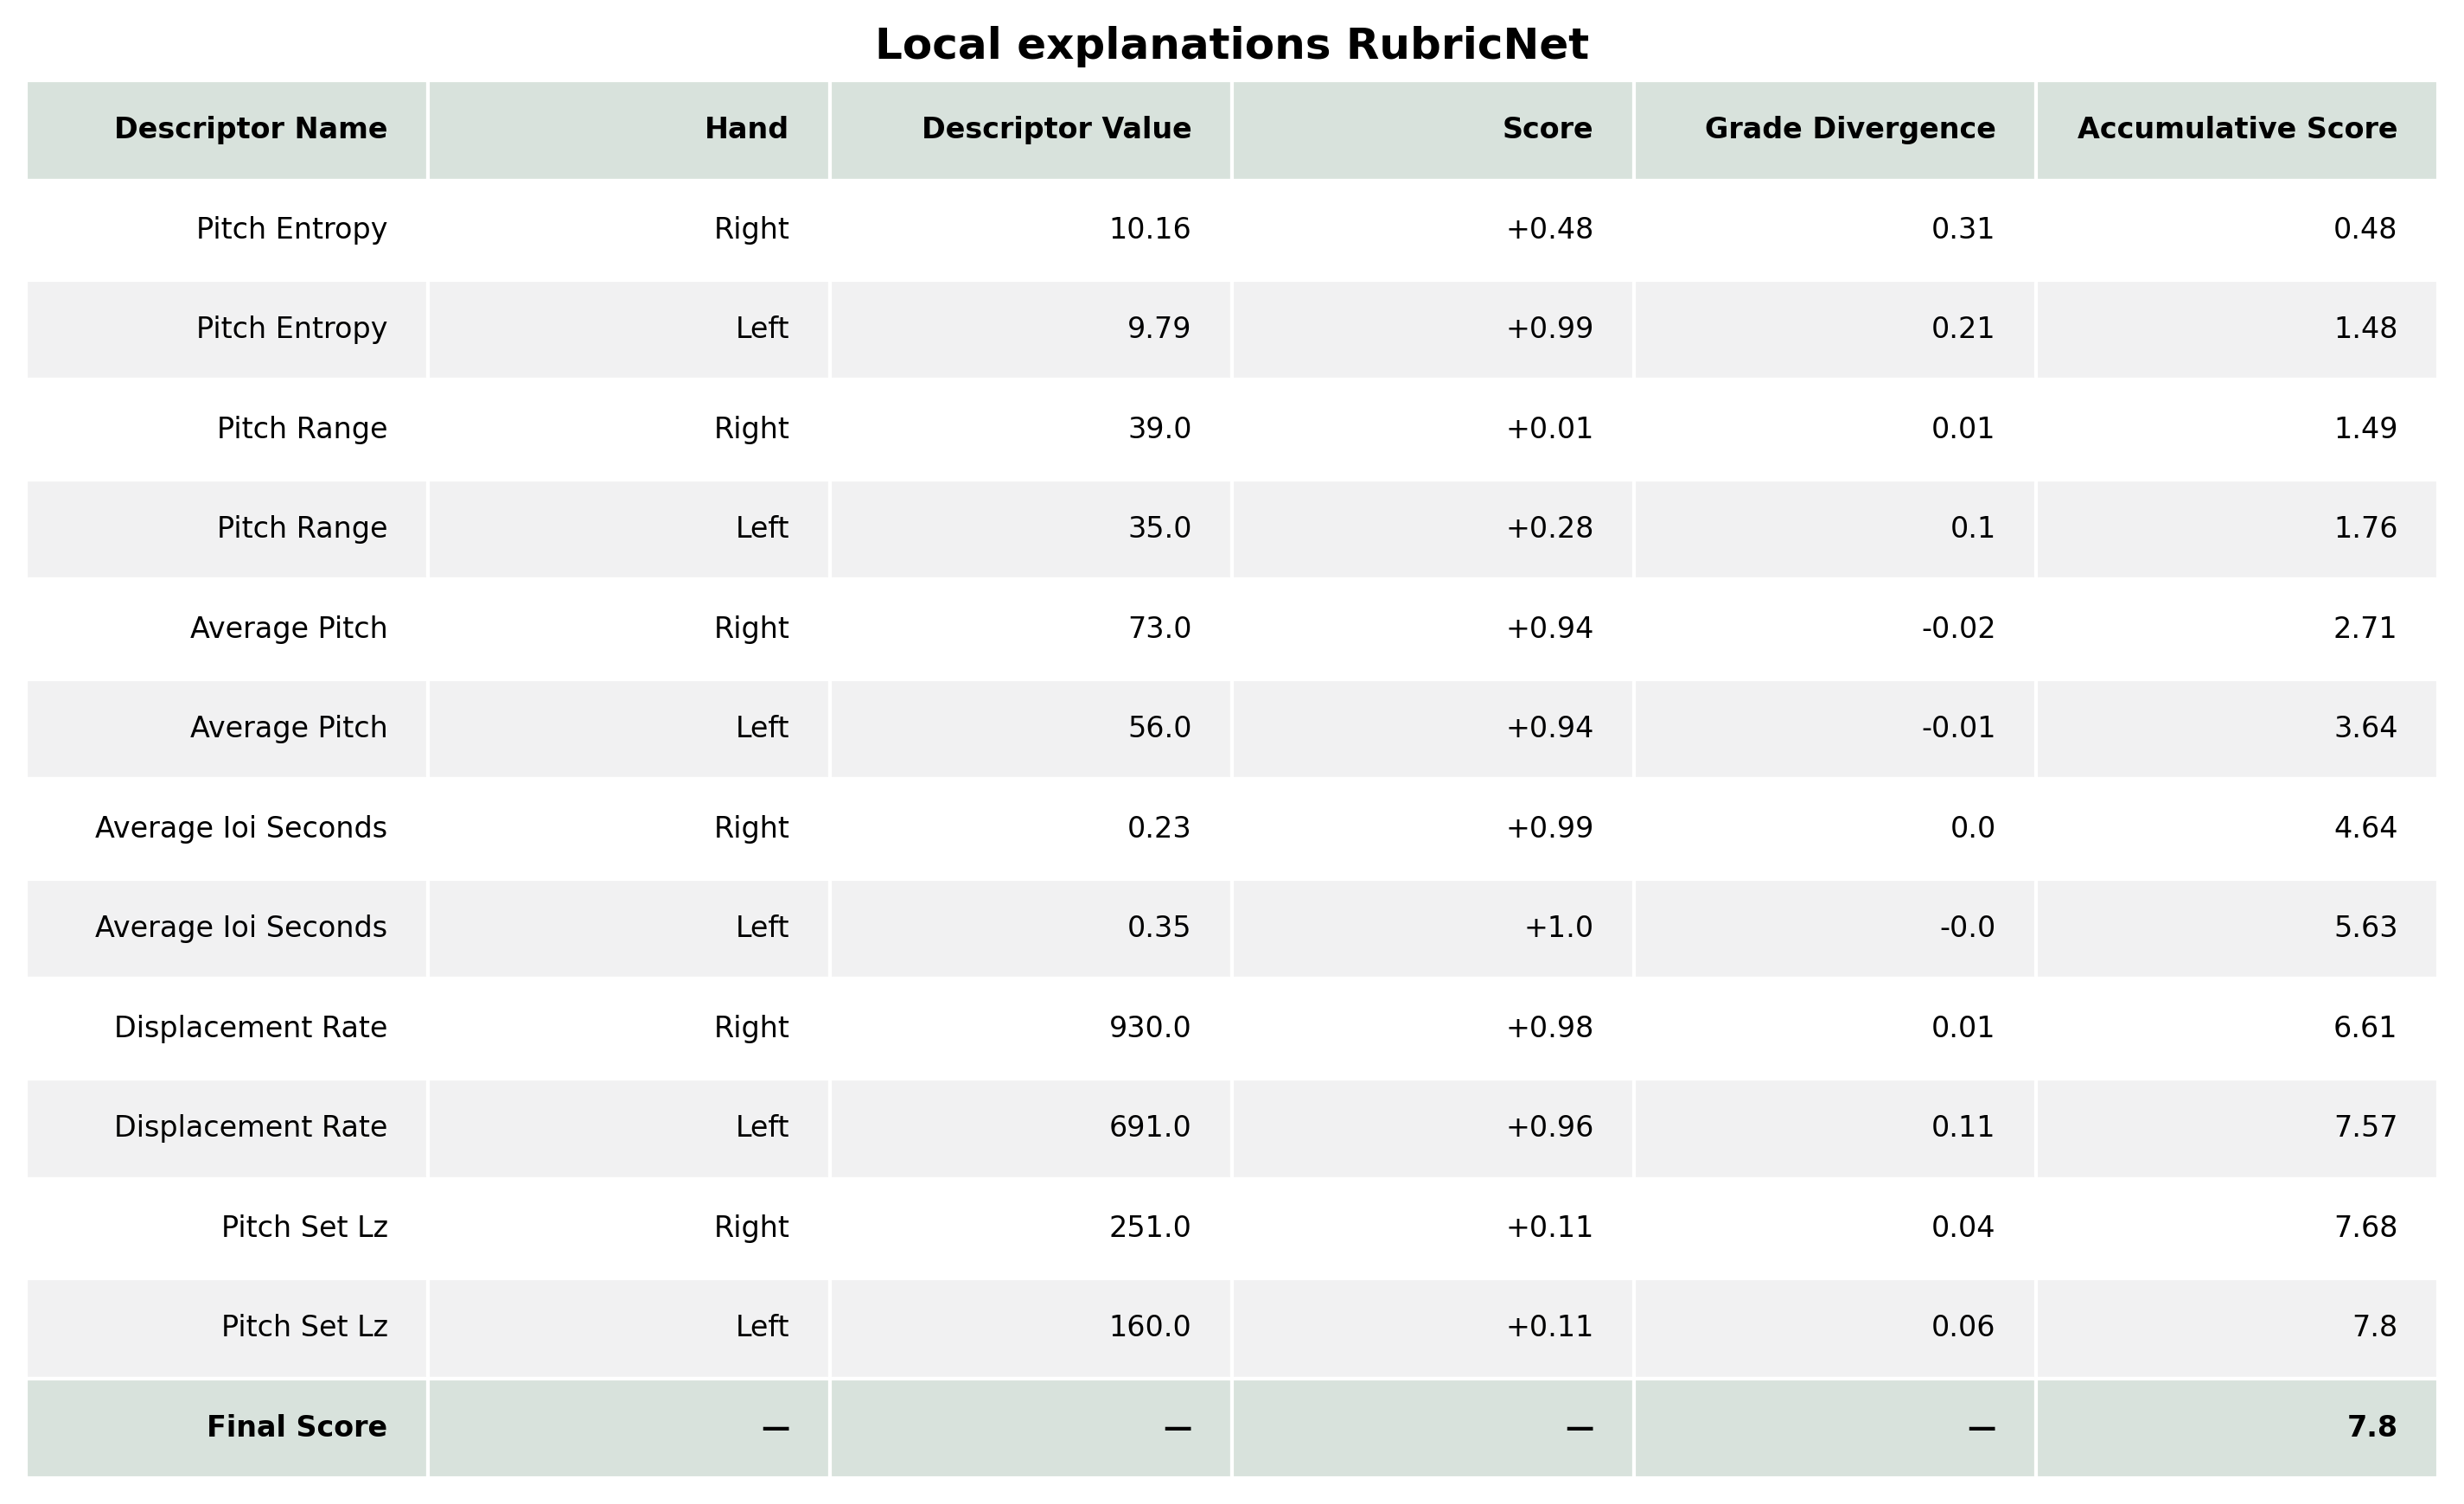 Local explanations RubricNet
Descriptor Name Hand Descriptor Value Score Grade Divergence Accumulative Score
Pitch Entropy Right 10.16 +0.48 0.31 0.48
Pitch Entropy Left 9.79 +0.99 0.21 1.48
Pitch Range Right 39.0 +0.01 0.01 1.49
Pitch Range Left 35.0 +0.28 0.1 1.76
Average Pitch Right 73.0 +0.94 -0.02 2.71
Average Pitch Left 56.0 +0.94 -0.01 3.64
Average Ioi Seconds Right 0.23 +0.99 0.0 4.64
Average Ioi Seconds Left 0.35 +1.0 -0.0 5.63
Displacement Rate Right 930.0 +0.98 0.01 6.61
Displacement Rate Left 691.0 +0.96 0.11 7.57
Pitch Set Lz Right 251.0 +0.11 0.04 7.68
Pitch Set Lz Left 160.0 +0.11 0.06 7.8
Final Score — — — — 7.8